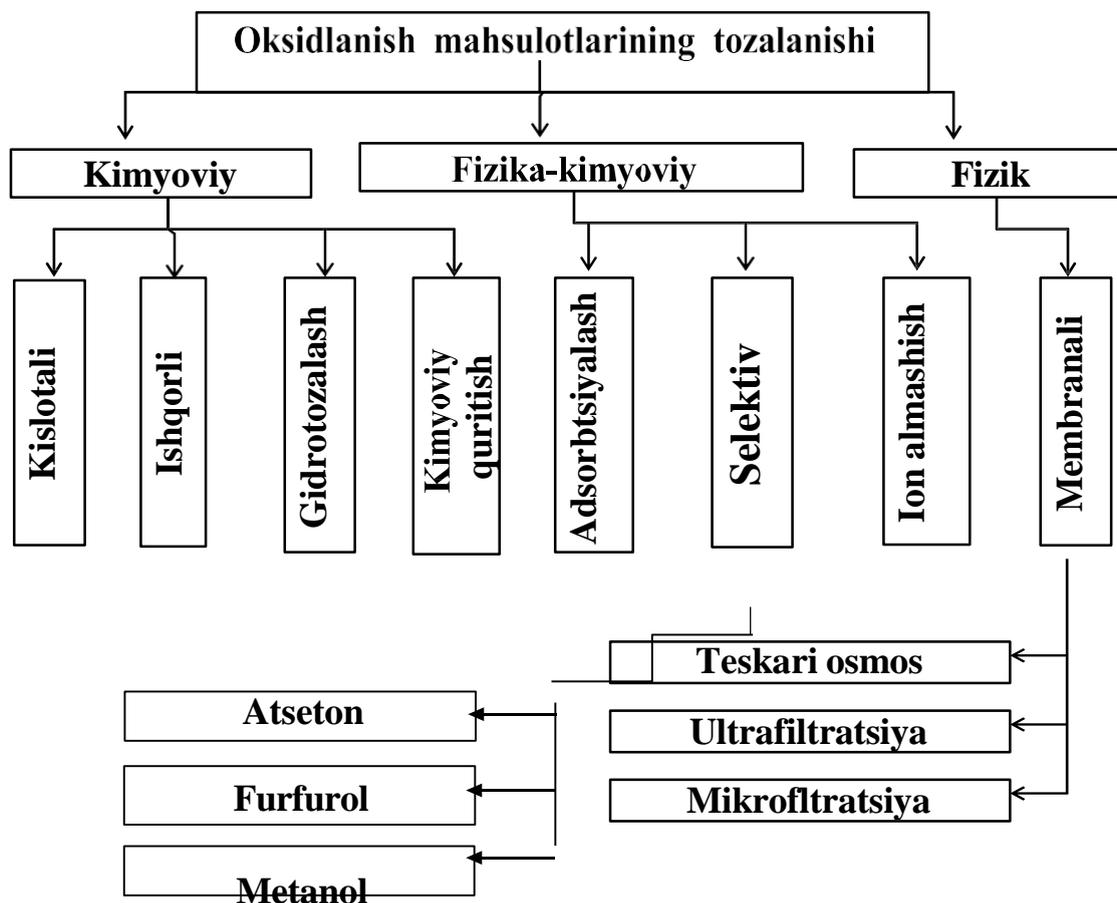 Oksidlanish mahsulotlarining tozalanishi
Kimyoviy
Fizika-kimyoviy
Fizik
Kislotali
Ishqorli
Gidrotozalash
Kimyoviy
quritish
Adsorbtsiyalash
Selektiv
Ion almashish
Membranali
Teskari osmos
Ultrafiltratsiya
Mikrofltratsiya
Atseton
Furfurol
Metanol